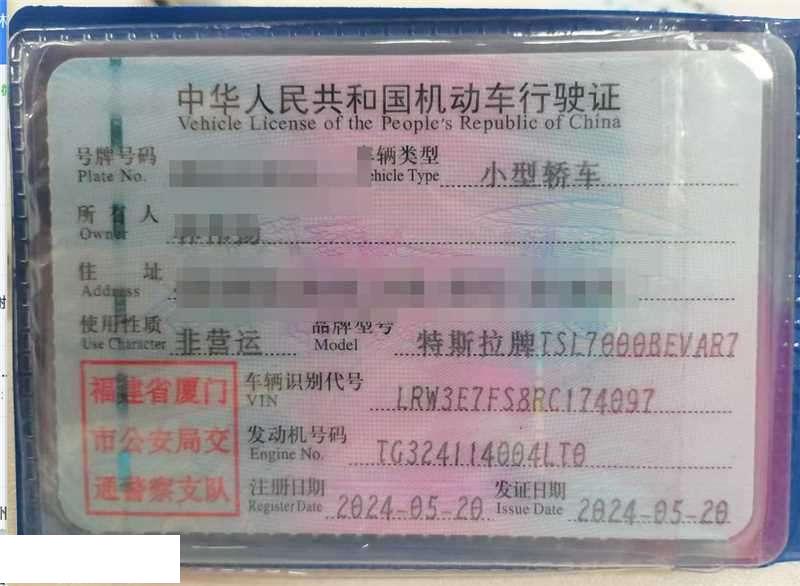 中华人民共和国机动车行驶证
Vehicle License of the People's Republic of China
号牌号码 车辆类型 小型轿车
Plate No. ehicle Type
所有人
Owner
住址
Address
使用性质 非营运 品牌型号 特斯拉牌TSL7000BEVAR7
Use Character Model
福建省厦门
市公安局交
通警察支队
车辆识别代号 LRW3E7FS8RC174097
VIN
发动机号码 TG324114004LT0
Engine No.
注册日期 2024-05-20 发证日期 2024-05-20
Register Date Issue Date